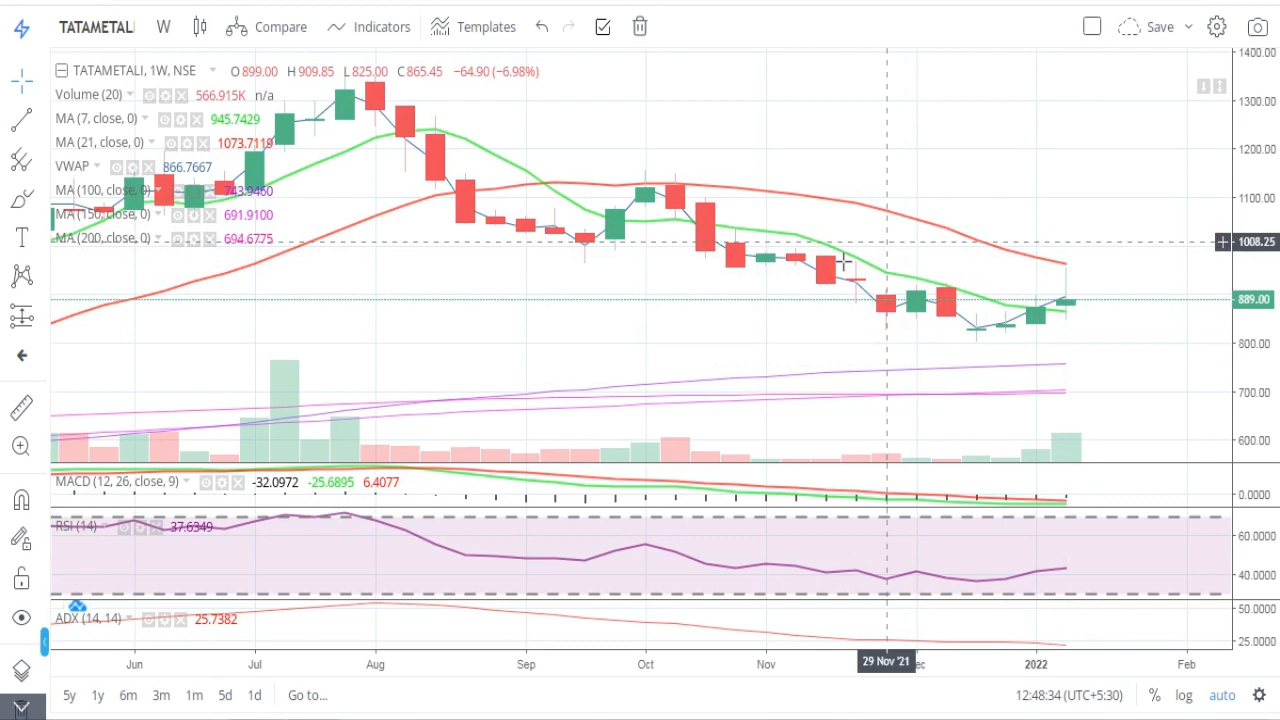 TATAMETALI W Compare Indicators Templates Save
TATAMETALI, 1W, NSE O899.00 H909.85 L825.00 C865.45 −64.90 (−6.98%)
Volume (20) 566.915K n/a
MA (7, close, 0) 945.7429
MA (21, close, 0) 1073.7119
VWAP 866.7667
MA (100, close, 0) 743.9460
MA (150, close, 0) 691.9100
MA (200, close, 0) 694.6775
1400.00
1300.00
1200.00
1100.00
1008.25
889.00
800.00
700.00
600.00
MACD (12, 26, close, 9) -32.0972 -25.6895 6.4077
0.0000
RSI (14) 37.6349
60.0000
40.0000
ADX (14, 14) 25.7382
50.0000
25.0000
Jun Jul Aug Sep Oct Nov 29 Nov '21 2022 Feb
5y 1y 6m 3m 1m 5d 1d Go to... 12:48:34 (UTC+5:30) % log auto